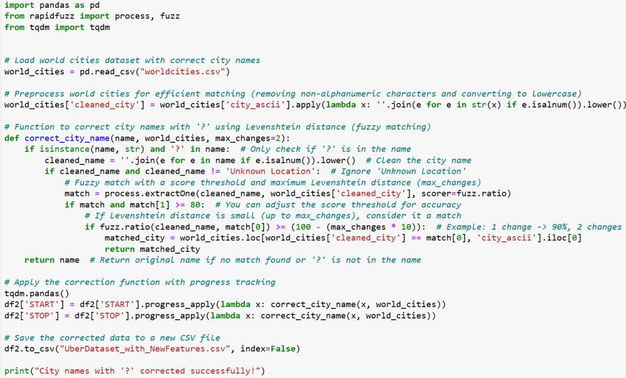 import pandas as pd
from rapidfuzz import process, fuzz
from tqdm import tqdm
# Load world cities dataset with correct city names
world_cities = pd.read_csv("worldcities.csv")
# Preprocess world cities for efficient matching (removing non-alphanumeric characters and converting to lowercase)
world_cities['cleaned_city'] = world_cities['city_ascii'].apply(lambda x: ''.join(e for e in str(x) if e.isalnum()).lower())
# Function to correct city names with '?' using Levenshtein distance (fuzzy matching)
def correct_city_name(name, world_cities, max_changes=2):
    if isinstance(name, str) and '?' in name:  # Only check if '?' is in the name
        cleaned_name = ''.join(e for e in name if e.isalnum()).lower()  # Clean the city name
        if cleaned_name and cleaned_name != 'Unknown Location':  # Ignore 'Unknown Location'
            # Fuzzy match with a score threshold and maximum Levenshtein distance (max_changes)
            match = process.extractOne(cleaned_name, world_cities['cleaned_city'], scorer=fuzz.ratio)
            if match and match[1] >= 80:  # You can adjust the score threshold for accuracy
                # If Levenshtein distance is small (up to max_changes), consider it a match
                if fuzz.ratio(cleaned_name, match[0]) >= (100 - (max_changes * 10)):  # Example: 1 change -> 90%, 2 changes
                    matched_city = world_cities.loc[world_cities['cleaned_city'] == match[0], 'city_ascii'].iloc[0]
                    return matched_city
    return name  # Return original name if no match found or '?' is not in the name
# Apply the correction function with progress tracking
tqdm.pandas()
df2['START'] = df2['START'].progress_apply(lambda x: correct_city_name(x, world_cities))
df2['STOP'] = df2['STOP'].progress_apply(lambda x: correct_city_name(x, world_cities))
# Save the corrected data to a new CSV file
df2.to_csv("UberDataset_with_NewFeatures.csv", index=False)
print("City names with '?' corrected successfully!")